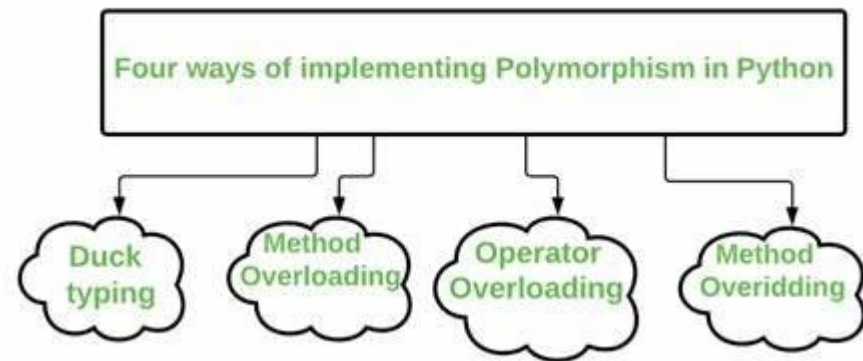 Four ways of implementing Polymorphism in Python
Duck
typing
Method
Overloading
Operator
Overloading
Method
Overidding